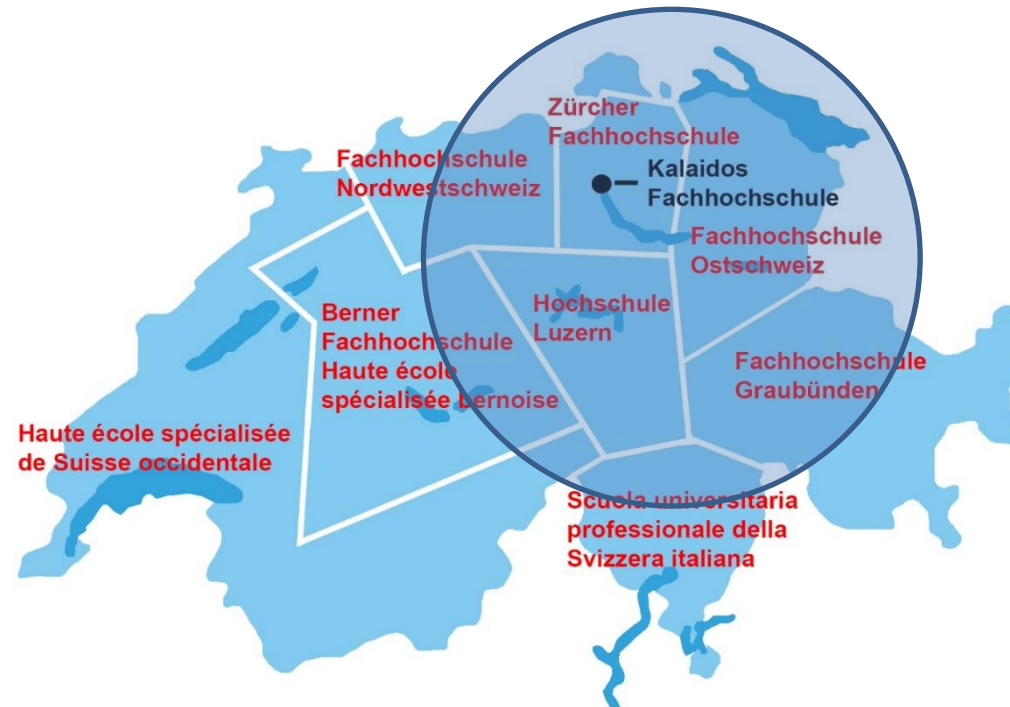 Zürcher
Fachhochschule
Kalaidos
Fachhochschule
Fachhochschule
Nordwestschweiz
Fachhochschule
Ostschweiz
Hochschule
Luzern
Berner
Fachhochschule
Haute école
spécialisée bernoise
Fachhochschule
Graubünden
Haute école spécialisée
de Suisse occidentale
Scuola universitaria
professionale della
Svizzera italiana